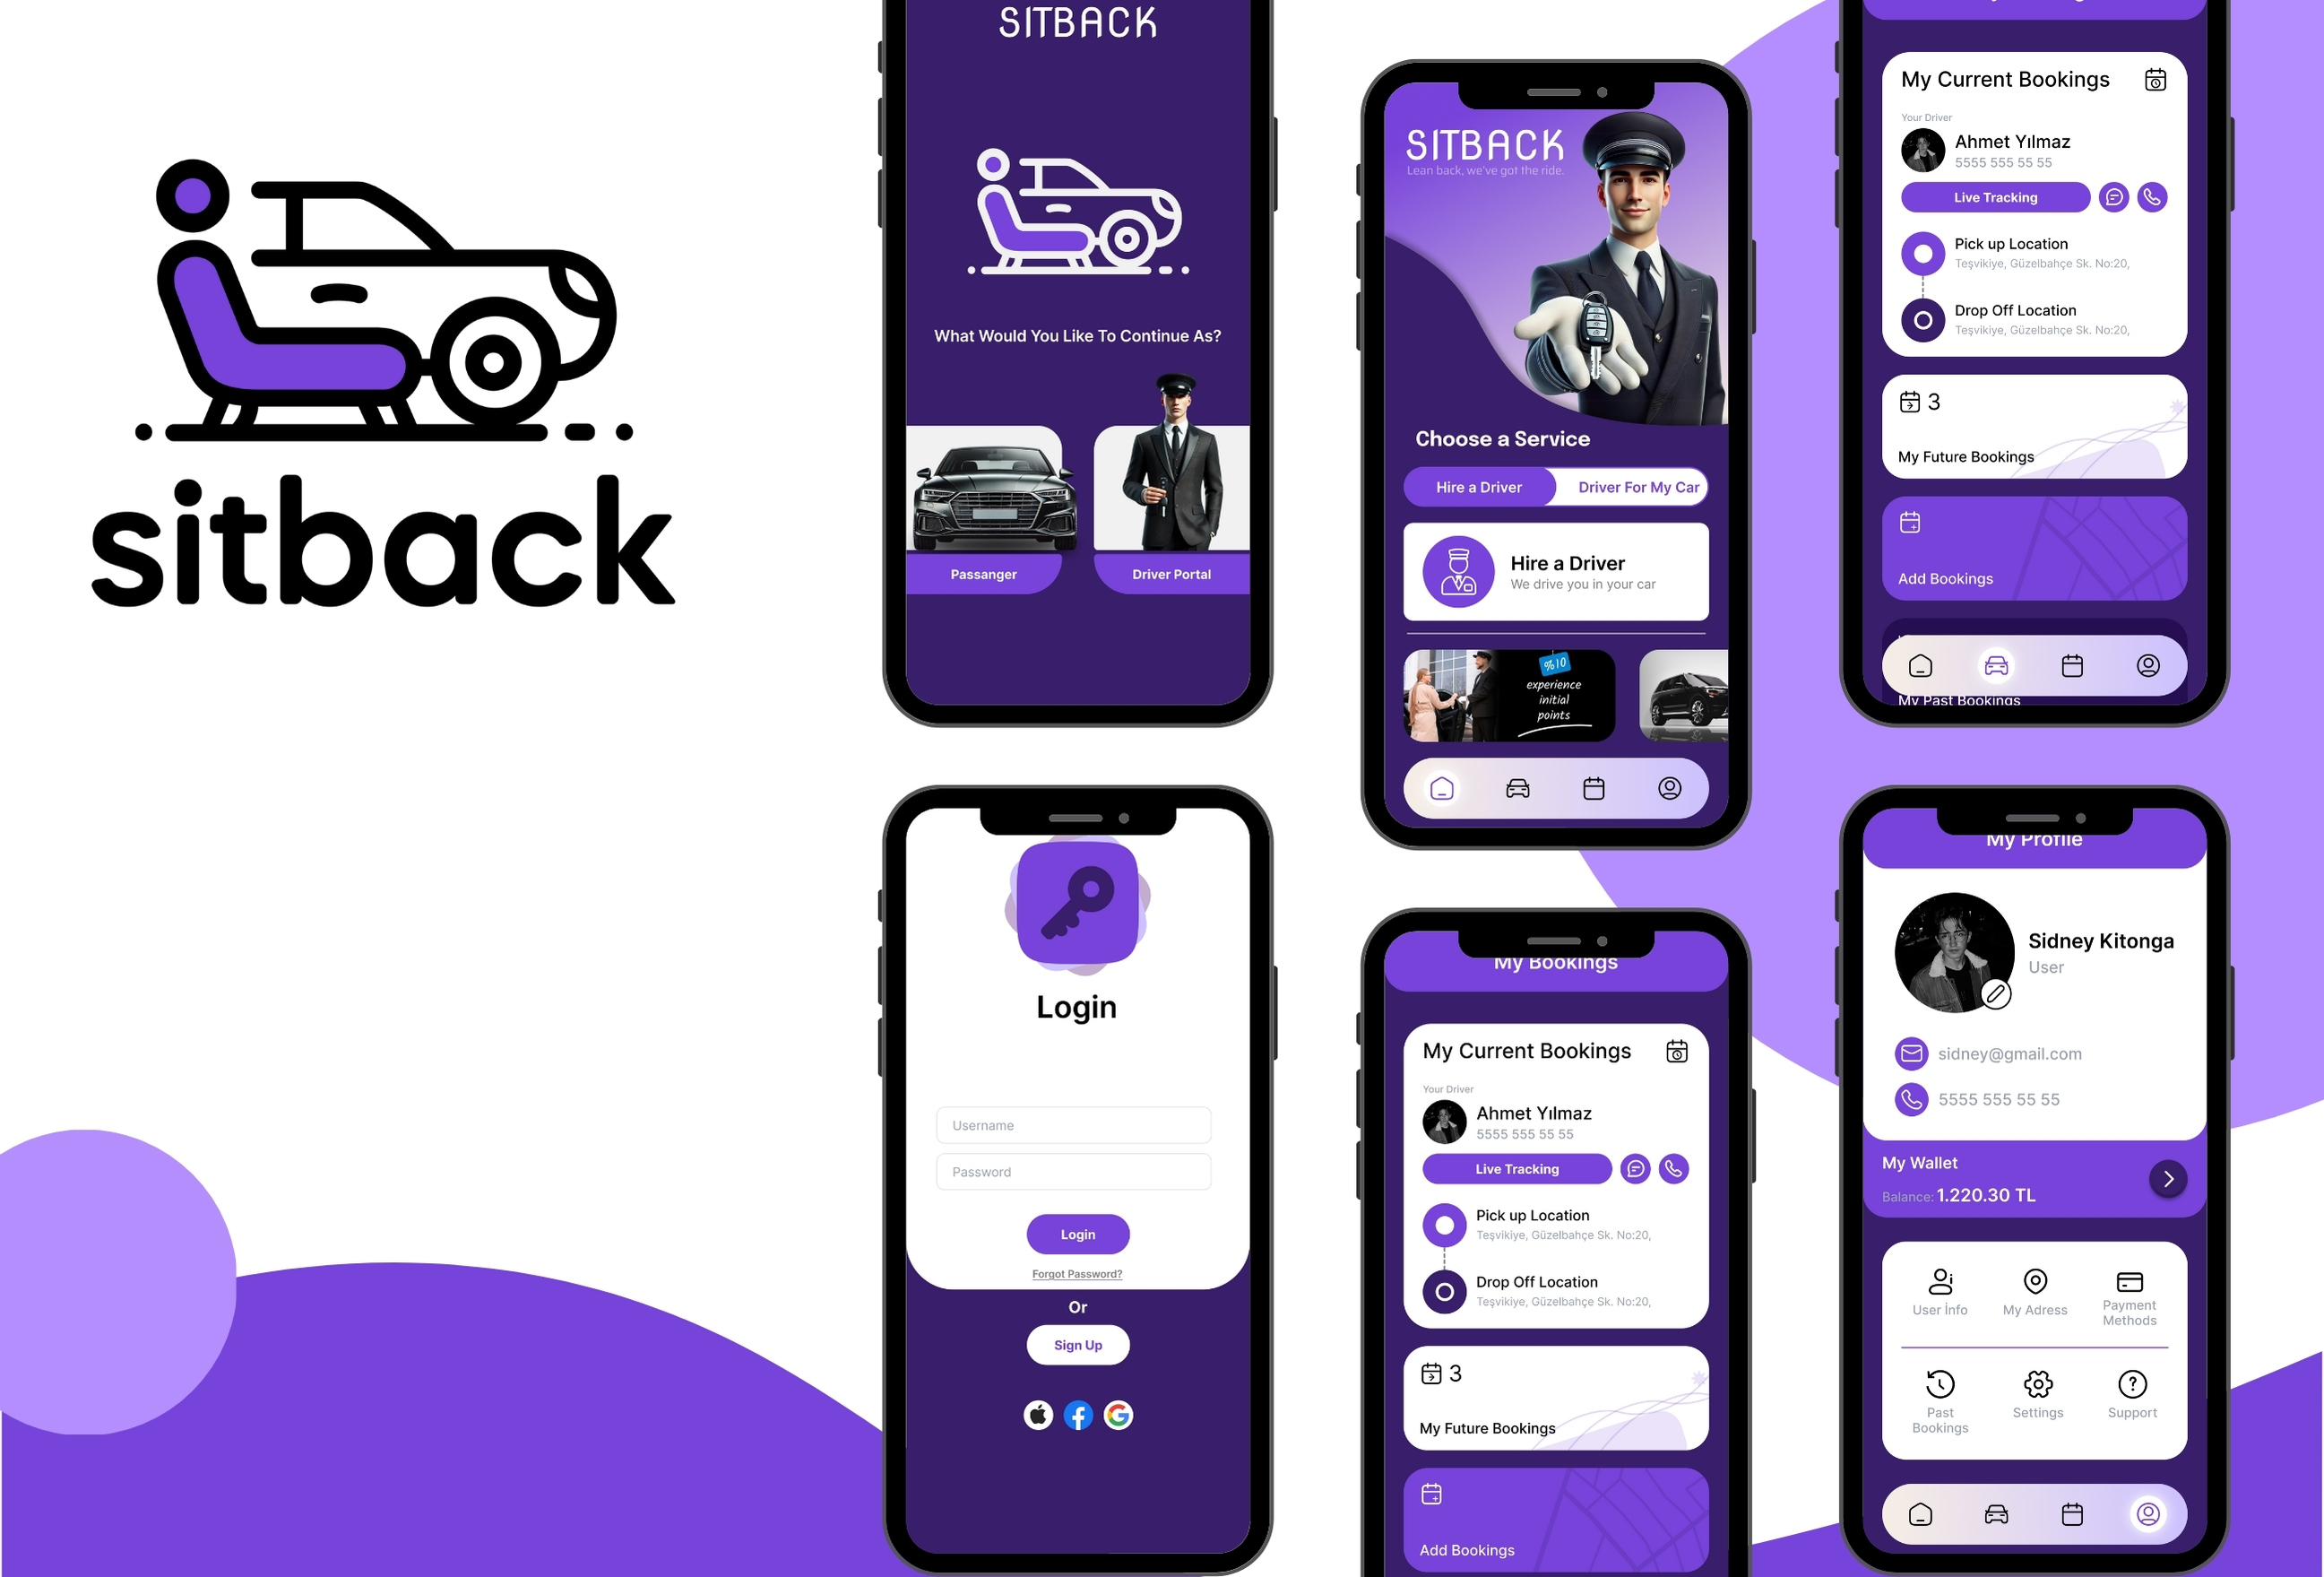 sitback
SITBACK
What Would You Like To Continue As?
Passanger
Driver Portal
Login
Username
Password
Login
Forgot Password?
Or
Sign Up
SITBACK
Lean back, we've got the ride.
Choose a Service
Hire a Driver
Driver For My Car
Hire a Driver
We drive you in your car
%10
experience
initial
points
My Bookings
My Current Bookings
Your Driver
Ahmet Yılmaz
5555 555 55 55
Live Tracking
Pick up Location
Teşvikiye, Güzelbahçe Sk. No:20,
Drop Off Location
Teşvikiye, Güzelbahçe Sk. No:20,
3
My Future Bookings
Add Bookings
My Current Bookings
Your Driver
Ahmet Yılmaz
5555 555 55 55
Live Tracking
Pick up Location
Teşvikiye, Güzelbahçe Sk. No:20,
Drop Off Location
Teşvikiye, Güzelbahçe Sk. No:20,
3
My Future Bookings
Add Bookings
My Past Bookings
My Profile
Sidney Kitonga
User
sidney@gmail.com
5555 555 55 55
My Wallet
Balance: 1.220.30 TL
User İnfo
My Adress
Payment
Methods
Past
Bookings
Settings
Support